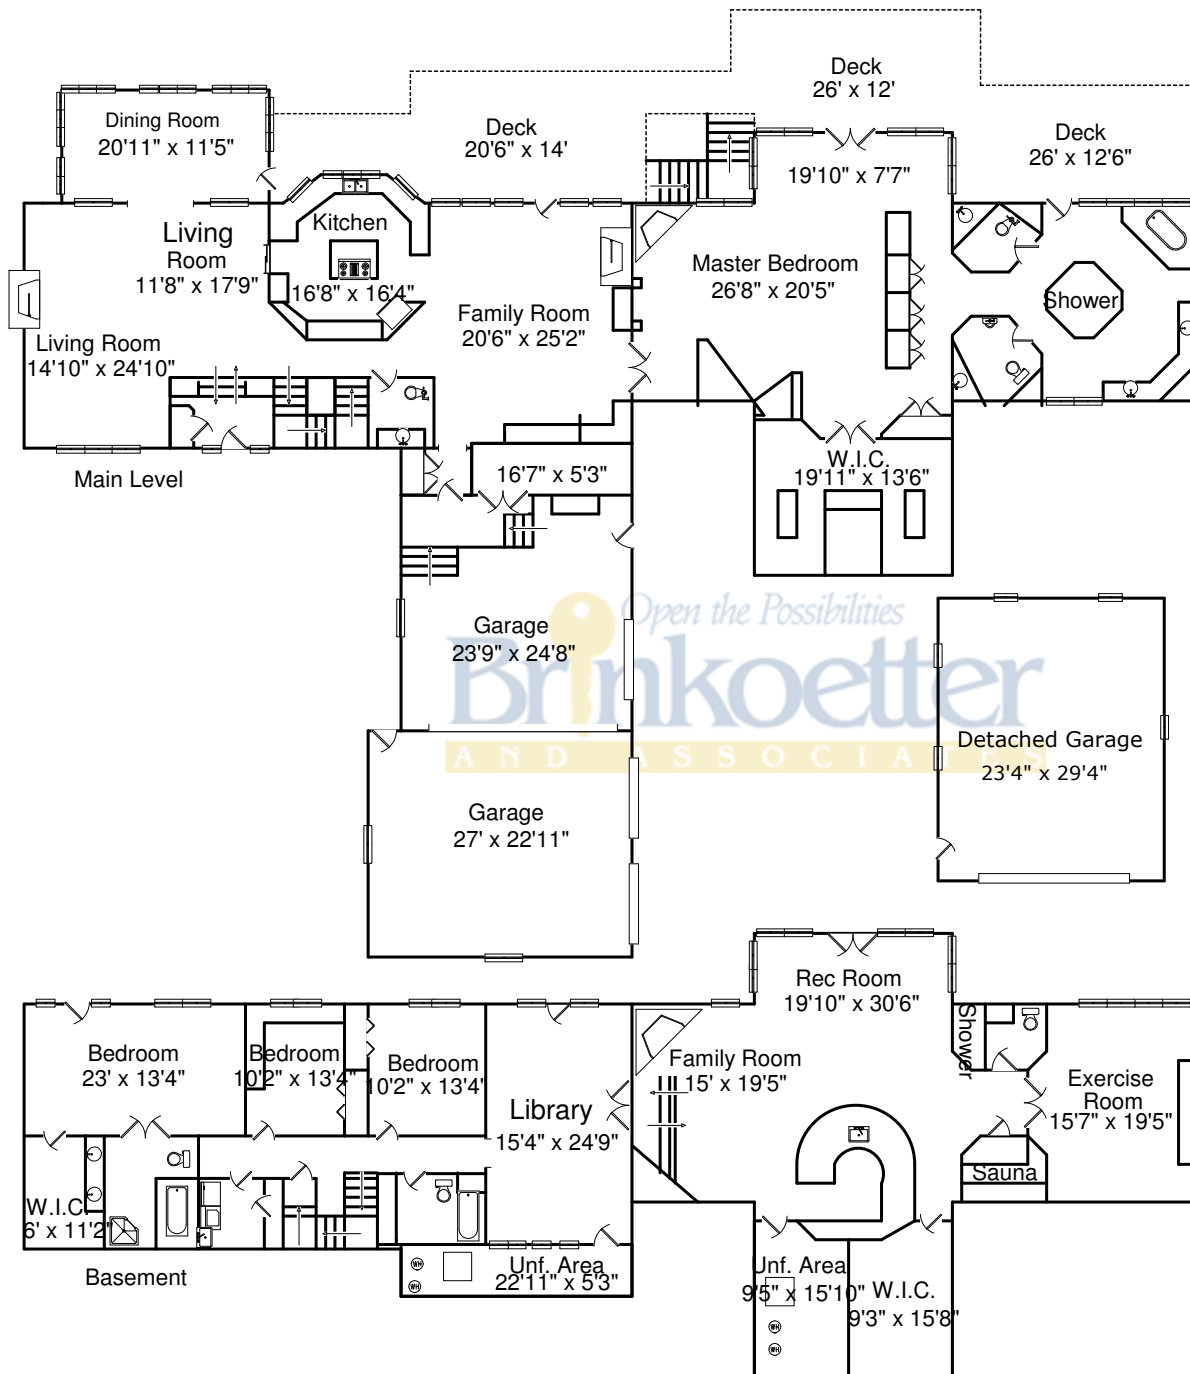 Deck
26' x 12'
Dining Room
20'11" x 11'5"
Deck
20'6" x 14'
Deck
26' x 12'6"
19'10" x 7'7"
Kitchen
16'8" x 16'4"
Living
Room
11'8" x 17'9"
Master Bedroom
26'8" x 20'5"
Shower
Family Room
20'6" x 25'2"
Living Room
14'10" x 24'10"
W.I.C.
19'11" x 13'6"
16'7" x 5'3"
Main Level
Open the Possibilities
Brinkoetter
AND ASSOCIATES
Garage
23'9" x 24'8"
Detached Garage
23'4" x 29'4"
Garage
27' x 22'11"
Rec Room
19'10" x 30'6"
Shower
Bedroom
23' x 13'4"
Bedroom
10'2" x 13'4"
Bedroom
10'2" x 13'4"
Family Room
15' x 19'5"
Exercise
Room
15'7" x 19'5"
Library
15'4" x 24'9"
Sauna
W.I.C.
6' x 11'2"
Basement
Unf. Area
22'11" x 5'3"
WH
WH
Unf. Area
9'5" x 15'10"
W.I.C.
9'3" x 15'8"
WH
WH